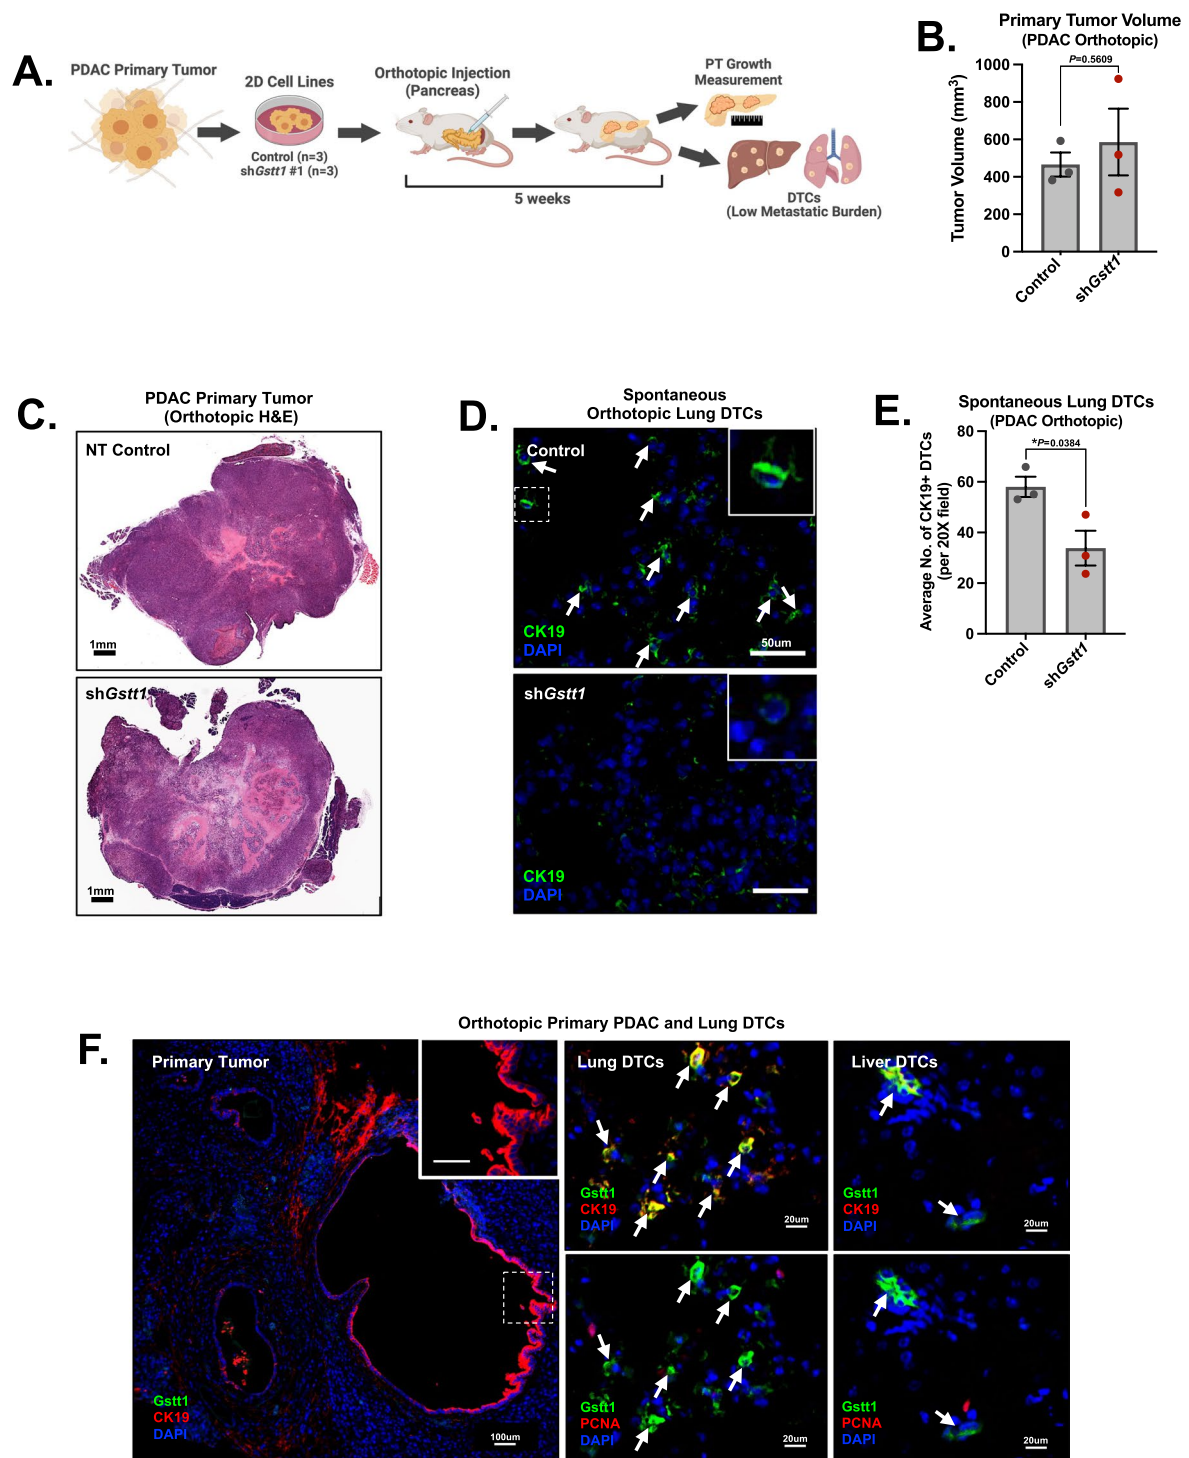 A.
PDAC Primary Tumor
2D Cell Lines
Control (n=3)
shGstt1 #1 (n=3)
Orthotopic Injection
(Pancreas)
5 weeks
PT Growth
Measurement
DTCs
(Low Metastatic Burden)
B.
Primary Tumor Volume
(PDAC Orthotopic)
P=0.5609
Tumor Volume (mm³)
1000
800
600
400
200
0
Control
shGstt1
C.
PDAC Primary Tumor
(Orthotopic H&E)
NT Control
1mm
shGstt1
1mm
D.
Spontaneous
Orthotopic Lung DTCs
Control
CK19
DAPI
50um
shGstt1
CK19
DAPI
E.
Spontaneous Lung DTCs
(PDAC Orthotopic)
*P=0.0384
Average No. of CK19+ DTCs
(per 20X field)
80
60
40
20
0
Control
shGstt1
F.
Orthotopic Primary PDAC and Lung DTCs
Primary Tumor
Gstt1
CK19
DAPI
100um
Lung DTCs
Gstt1
CK19
DAPI
20um
Liver DTCs
Gstt1
CK19
DAPI
20um
Gstt1
PCNA
DAPI
20um
Gstt1
PCNA
DAPI
20um